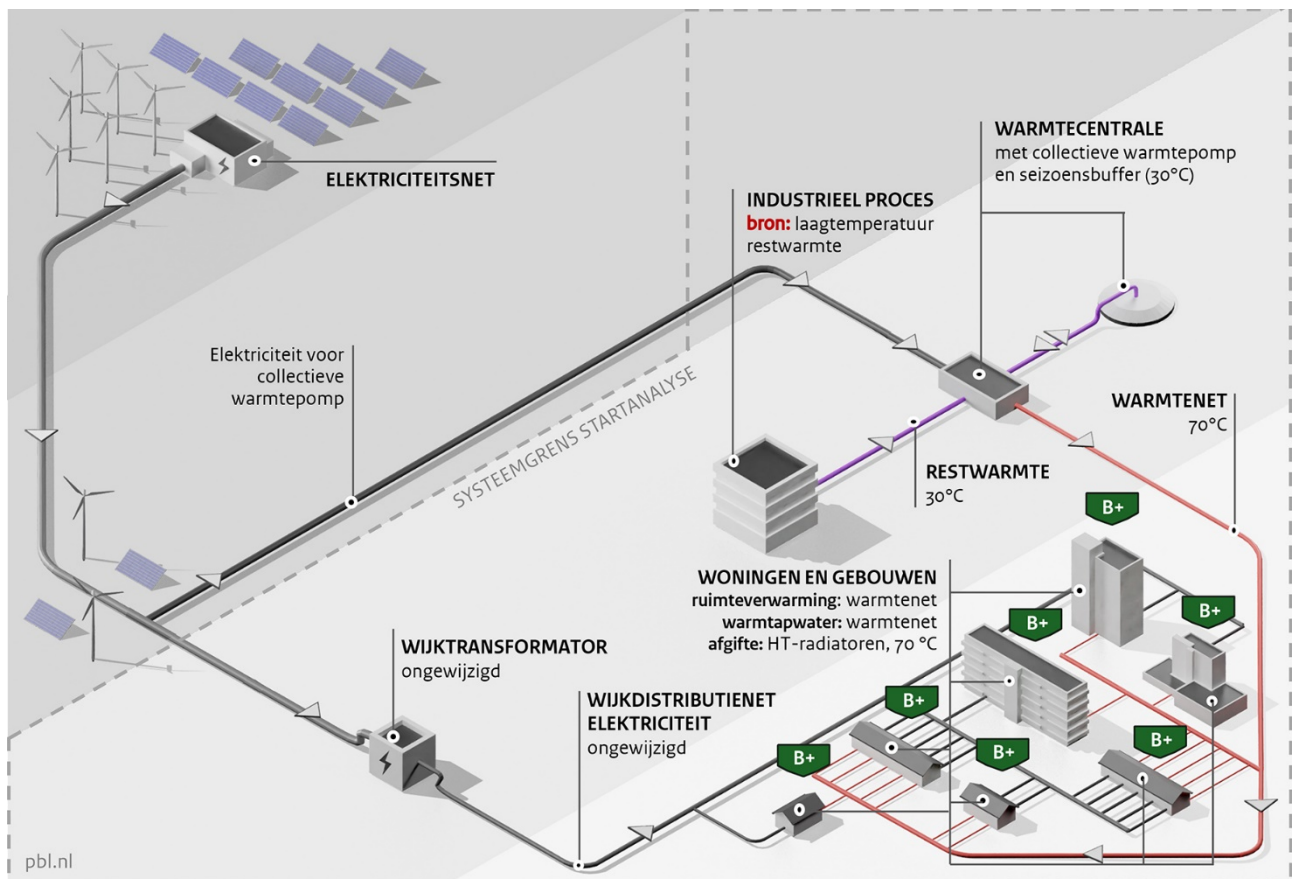 ELEKTRICITEITSNET
WARMTECENTRALE
met collectieve warmtepomp
en seizoensbuffer (30°C)
INDUSTRIEEL PROCES
bron: laagtemperatuur
restwarmte
Elektriciteit voor
collectieve
warmtepomp
SYSTEEMGRENS STARTANALYSE
WARMTENET
70°C
RESTWARMTE
30°C
B+
WONINGEN EN GEBOUWEN
ruimteverwarming: warmtenet
warmtapwater: warmtenet
afgifte: HT-radiatoren, 70 °C
B+
B+
WIJKTRANSFORMATOR
ongewijzigd
WIJKDISTRIBUTIENET
ELEKTRICITEIT
ongewijzigd
B+
B+
B+
B+
pbl.nl